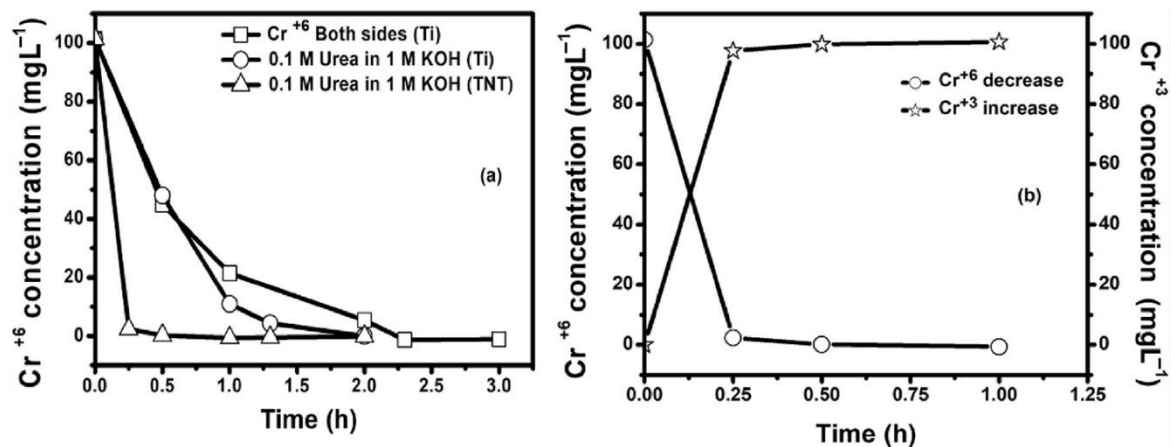 Cr +6 concentration (mgL–1)
100
80
60
40
20
0
0.0 0.5 1.0 1.5 2.0 2.5 3.0
Time (h)
Cr +6 Both sides (Ti)
0.1 M Urea in 1 M KOH (Ti)
0.1 M Urea in 1 M KOH (TNT)
(a)
Cr +6 concentration (mgL–1)
100
80
60
40
20
0
0.00 0.25 0.50 0.75 1.00 1.25
Time (h)
Cr+6 decrease
Cr+3 increase
(b)
100
80
60
40
20
0
Cr +3 concentration (mgL–1)